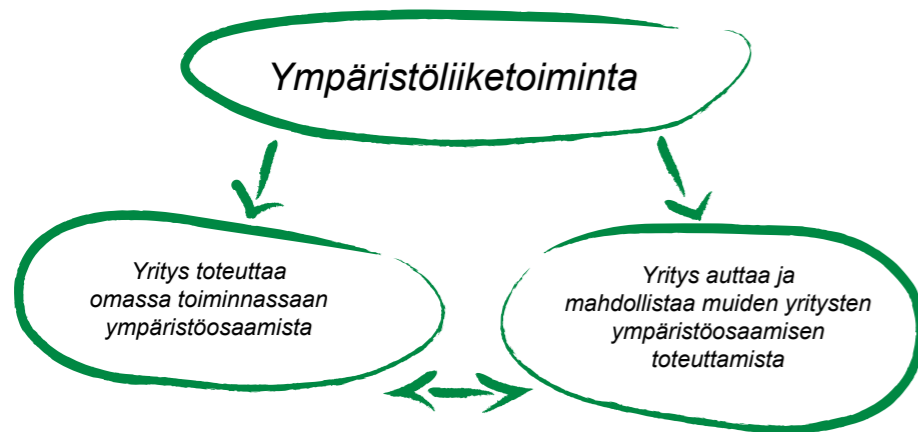 Ympäristöliiketoiminta
Yritys toteuttaa
omassa toiminnassaan
ympäristöosaamista
Yritys auttaa ja
mahdollistaa muiden yritysten
ympäristöosaamisen
toteuttamista